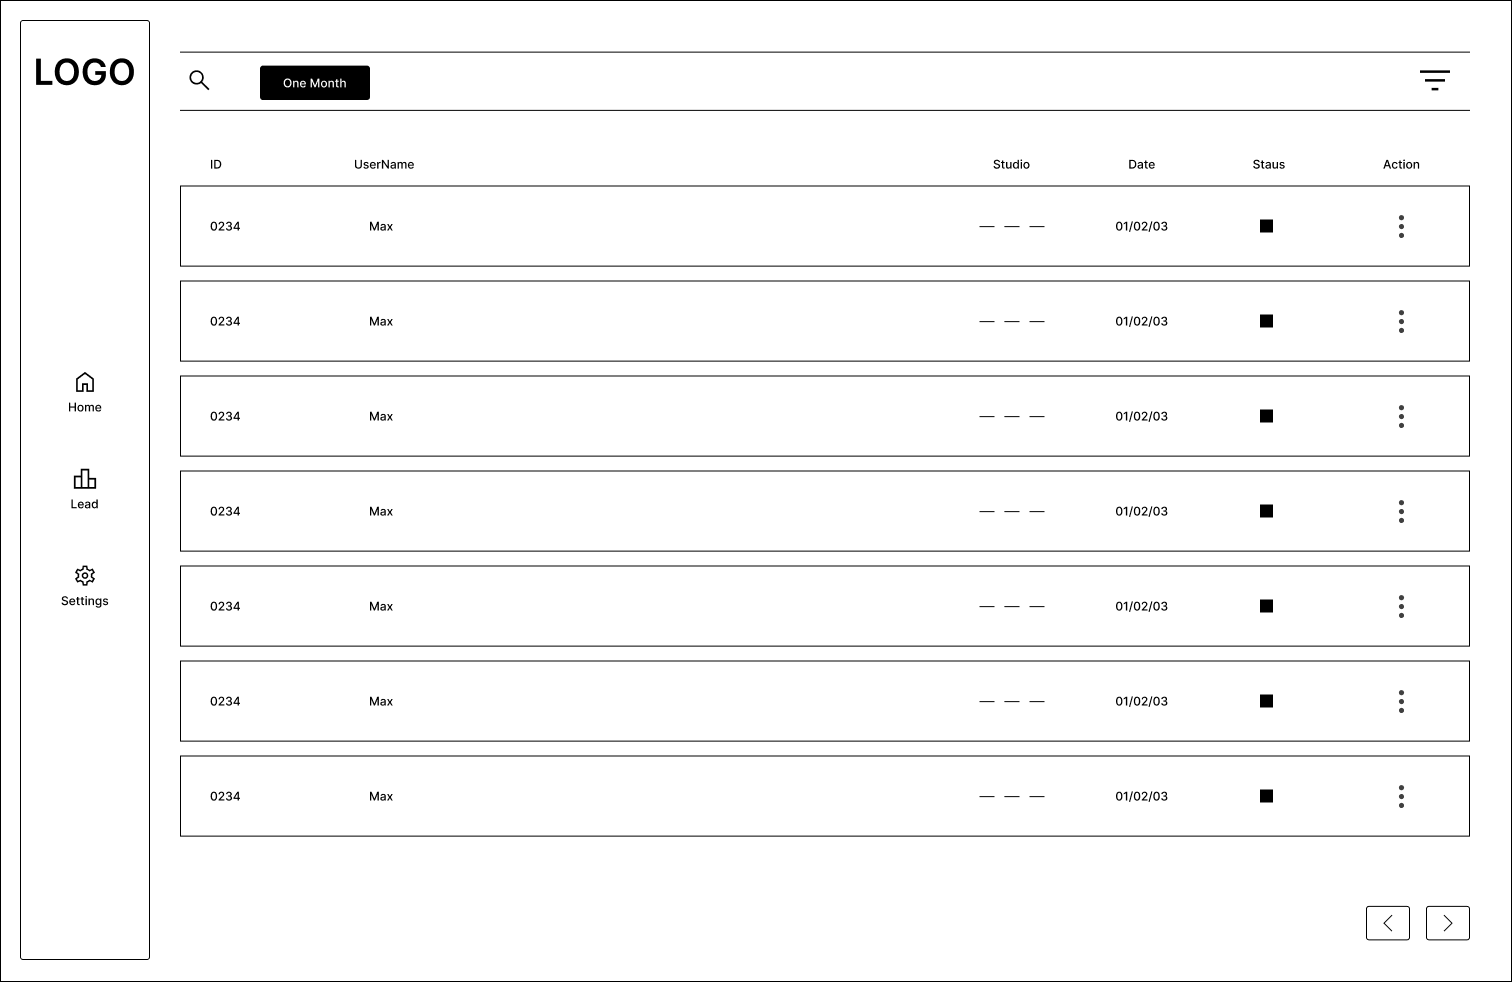 LOGO
One Month
ID UserName Studio Date Staus Action
0234 Max — — — 01/02/03
0234 Max — — — 01/02/03
0234 Max — — — 01/02/03
Home
0234 Max — — — 01/02/03
Lead
0234 Max — — — 01/02/03
Settings
0234 Max — — — 01/02/03
0234 Max — — — 01/02/03